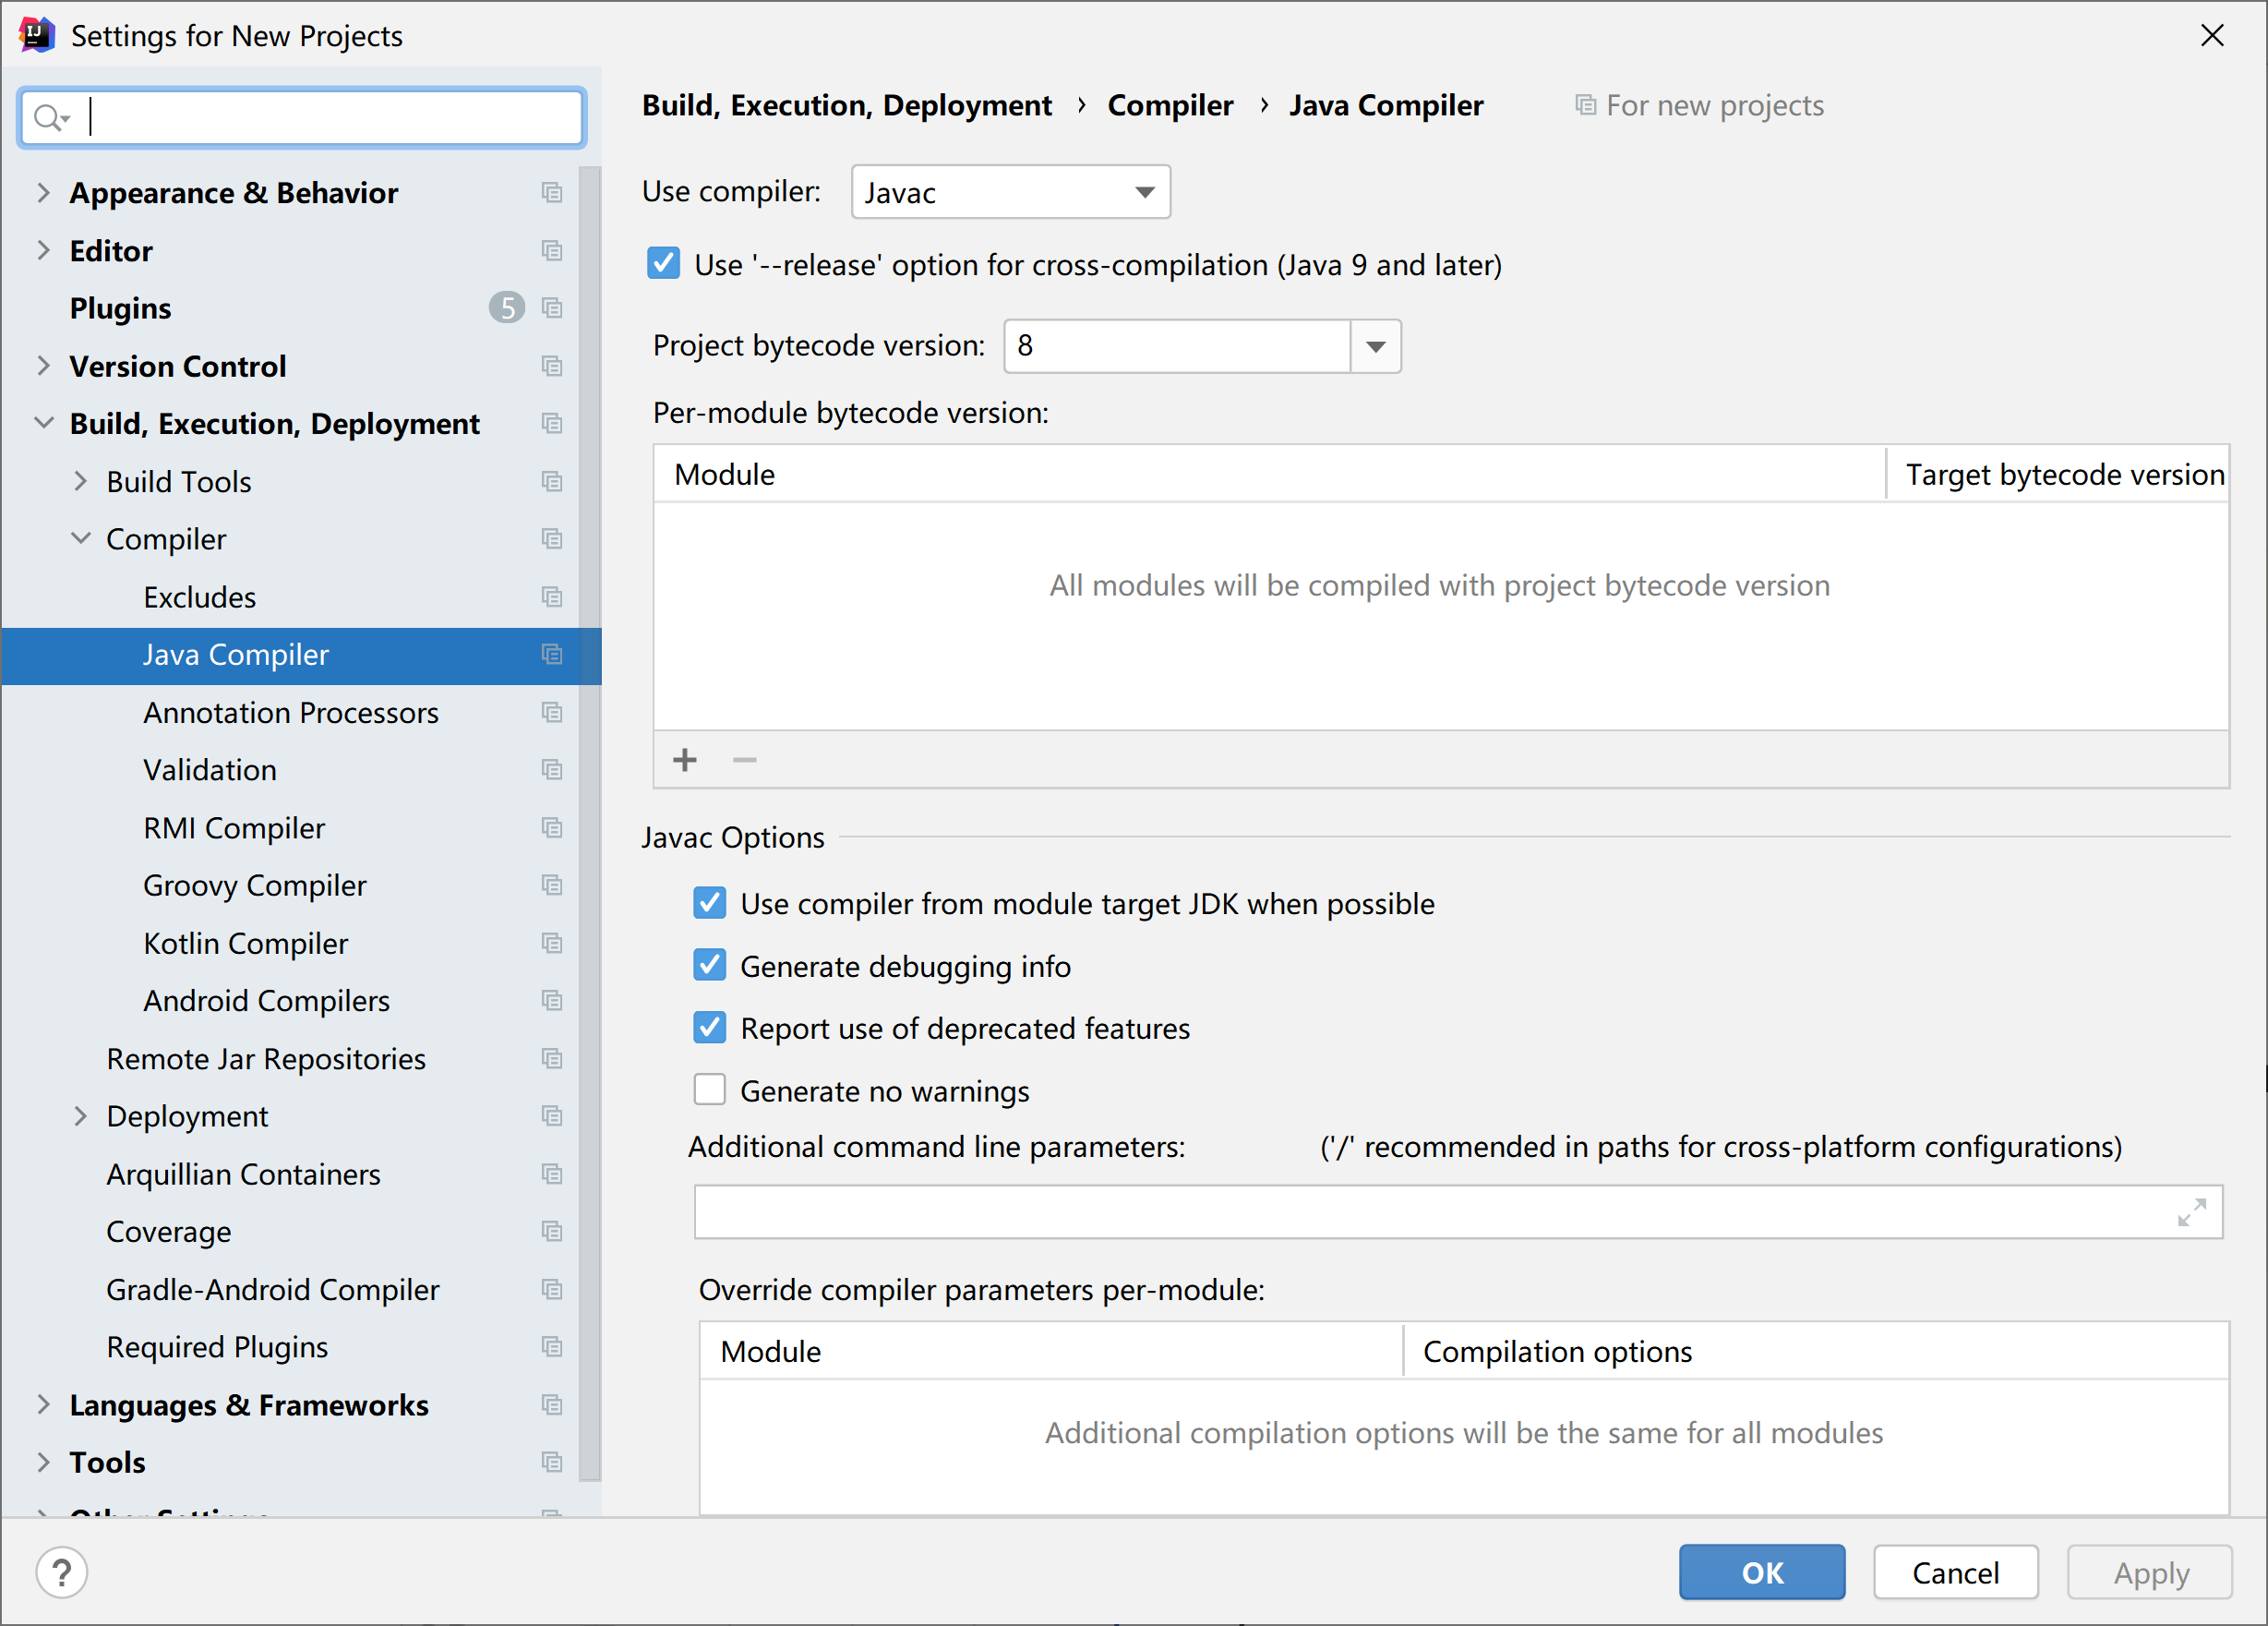 Settings for New Projects
Appearance & Behavior
Editor
Plugins 5
Version Control
Build, Execution, Deployment
Build Tools
Compiler
Excludes
Java Compiler
Annotation Processors
Validation
RMI Compiler
Groovy Compiler
Kotlin Compiler
Android Compilers
Remote Jar Repositories
Deployment
Arquillian Containers
Coverage
Gradle-Android Compiler
Required Plugins
Languages & Frameworks
Tools
Other Settings
Build, Execution, Deployment › Compiler › Java Compiler For new projects
Use compiler: Javac
Use '--release' option for cross-compilation (Java 9 and later)
Project bytecode version: 8
Per-module bytecode version:
Module Target bytecode version
All modules will be compiled with project bytecode version
Javac Options
Use compiler from module target JDK when possible
Generate debugging info
Report use of deprecated features
Generate no warnings
Additional command line parameters: ('/' recommended in paths for cross-platform configurations)
Override compiler parameters per-module:
Module Compilation options
Additional compilation options will be the same for all modules
? OK Cancel Apply